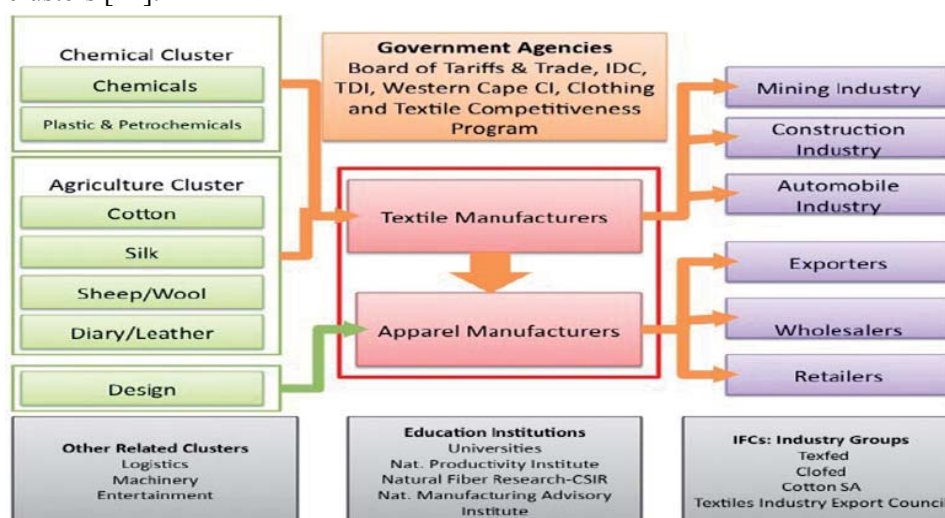 Chemical Cluster
Chemicals
Plastic & Petrochemicals
Agriculture Cluster
Cotton
Silk
Sheep/Wool
Diary/Leather
Design
Government Agencies
Board of Tariffs & Trade, IDC,
TDI, Western Cape CI, Clothing
and Textile Competitiveness
Program
Textile Manufacturers
Apparel Manufacturers
Mining Industry
Construction
Industry
Automobile
Industry
Exporters
Wholesalers
Retailers
Other Related Clusters
Logistics
Machinery
Entertainment
Education Institutions
Universities
Nat. Productivity Institute
Natural Fiber Research-CSIR
Nat. Manufacturing Advisory
Institute
IFCs: Industry Groups
Texfed
Clofed
Cotton SA
Textiles Industry Export Council